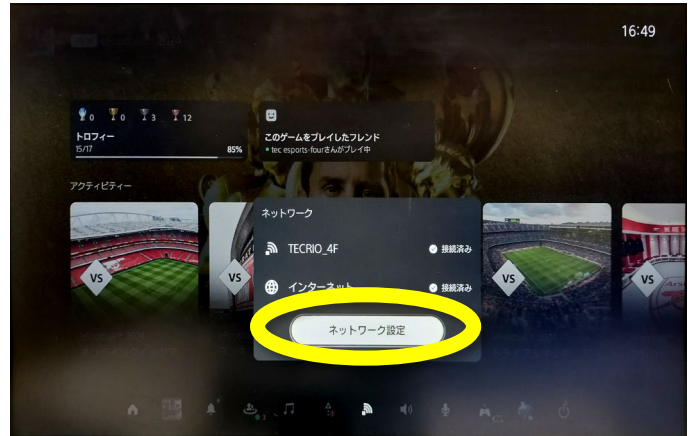 16:49
0 0 3 12
トロフィー
15/17 85%
このゲームをプレイしたフレンド
tec esports-fourさんがプレイ中
アクティビティー
ネットワーク
TECRIO_4F 接続済み
インターネット 接続済み
ネットワーク設定
VS VS VS VS